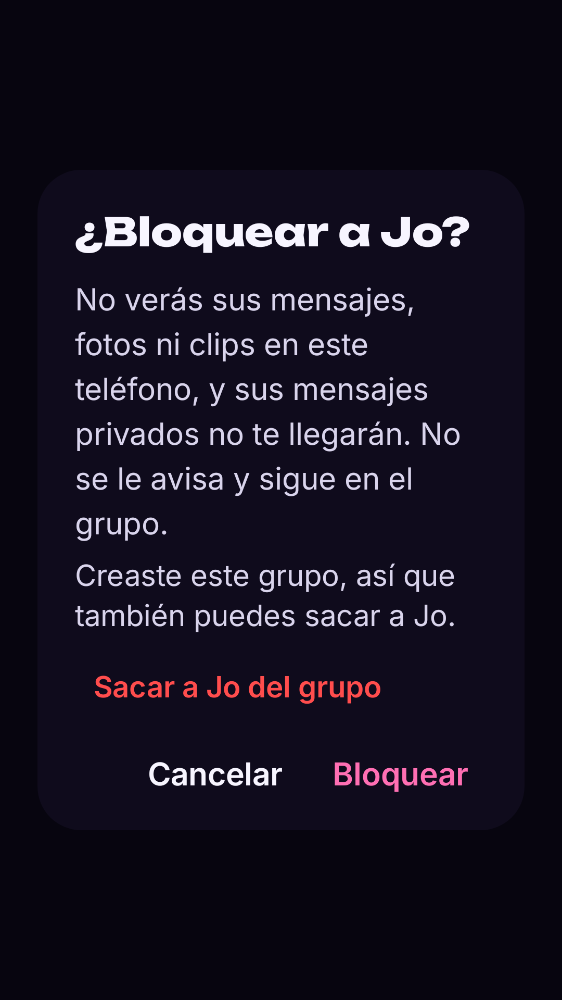 ¿Bloquear a Jo?
No verás sus mensajes,
fotos ni clips en este
teléfono, y sus mensajes
privados no te llegarán. No
se le avisa y sigue en el
grupo.
Creaste este grupo, así que
también puedes sacar a Jo.
Sacar a Jo del grupo
Cancelar Bloquear